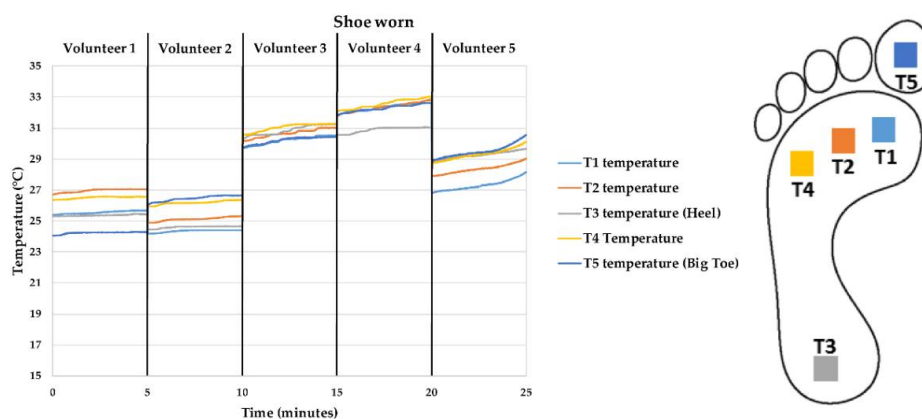 Shoe worn
Volunteer 1 Volunteer 2 Volunteer 3 Volunteer 4 Volunteer 5
35
33
31
29
27
25
23
21
19
17
15
Temperature (°C)
0 5 10 15 20 25
Time (minutes)
T1 temperature
T2 temperature
T3 temperature (Heel)
T4 Temperature
T5 temperature (Big Toe)
T5
T1
T2
T4
T3